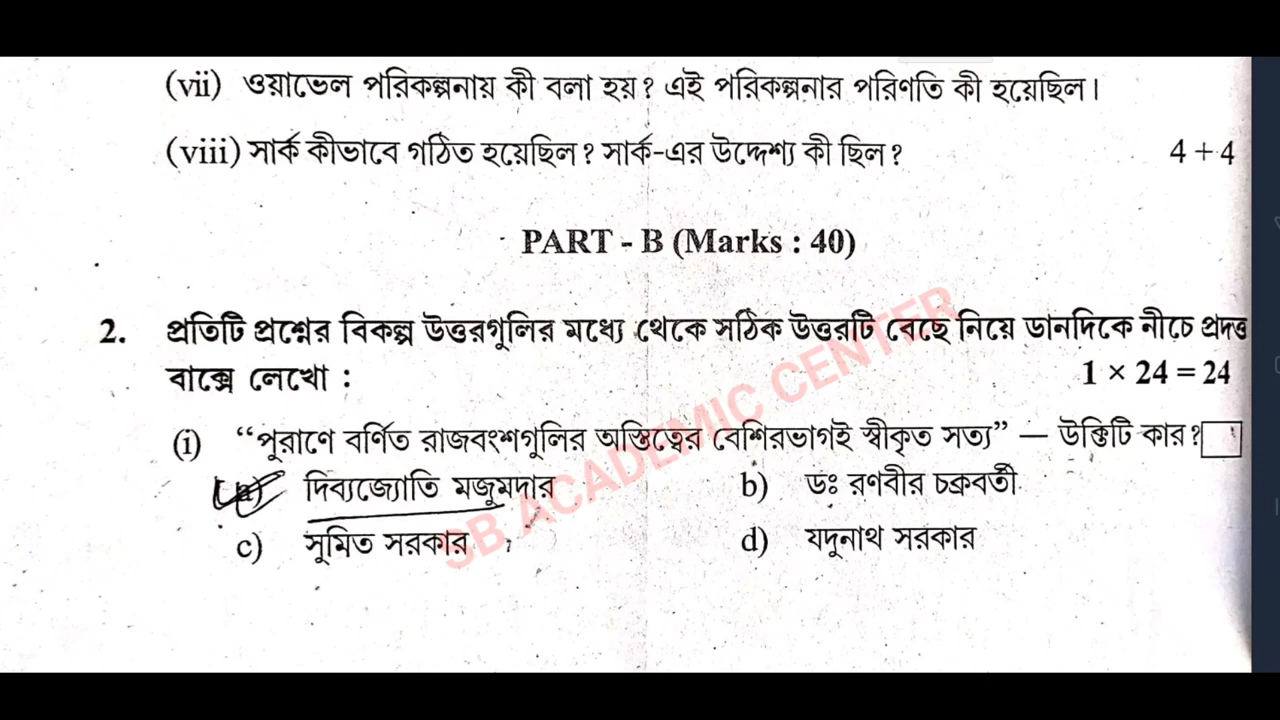 (vii) ওয়াভেল পরিকল্পনায় কী বলা হয়? এই পরিকল্পনার পরিণতি কী হয়েছিল।
(viii) সার্ক কীভাবে গঠিত হয়েছিল? সার্ক-এর উদ্দেশ্য কী ছিল? 4 + 4
PART - B (Marks : 40)
2. প্রতিটি প্রশ্নের বিকল্প উত্তরগুলির মধ্যে থেকে সঠিক উত্তরটি বেছে নিয়ে ডানদিকে নীচে প্রদত্ত
বাক্সে লেখো : 1 × 24 = 24
(i) “পুরাণে বর্ণিত রাজবংশগুলির অস্তিত্বের বেশিরভাগই স্বীকৃত সত্য” — উক্তিটি কার?
a) দিব্যজ্যোতি মজুমদার b) ডঃ রণবীর চক্রবর্তী
c) সুমিত সরকার d) যদুনাথ সরকার
SB ACADEMIC CENTER